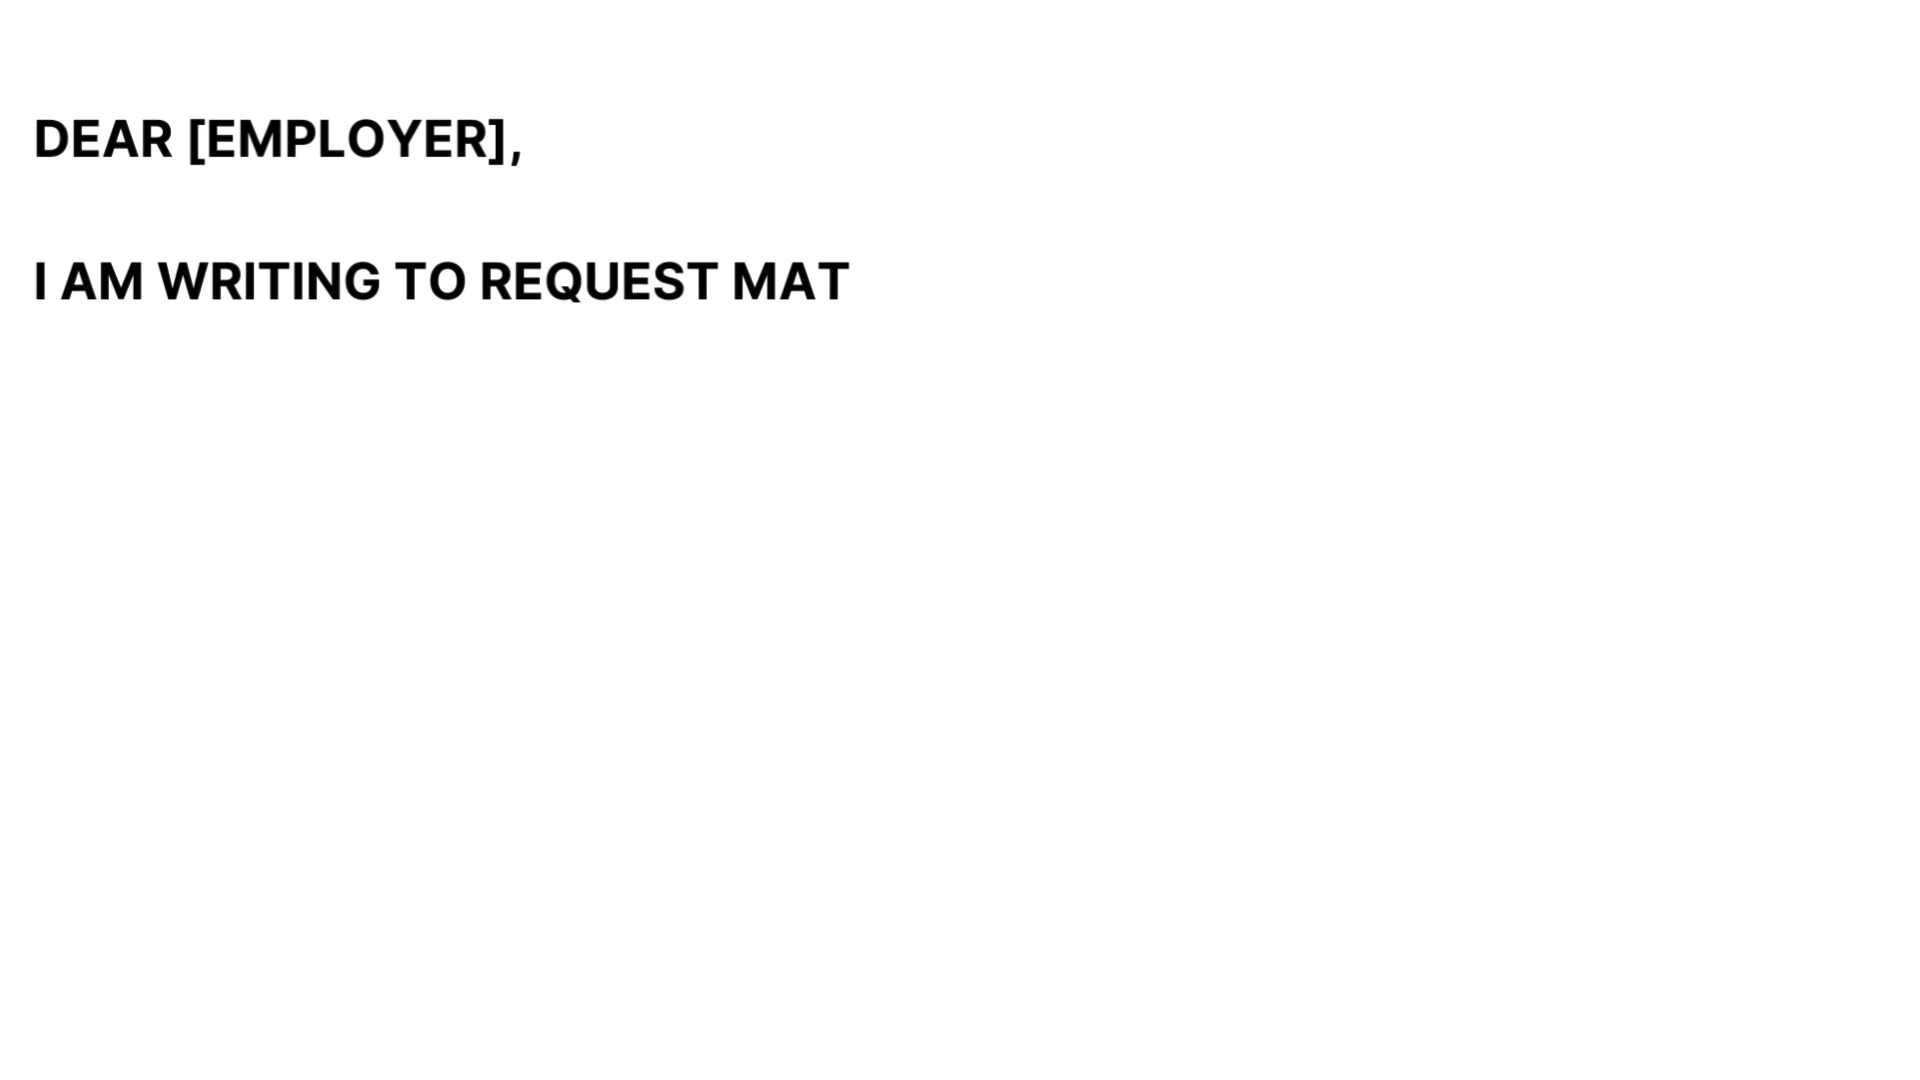 DEAR [EMPLOYER],
I AM WRITING TO REQUEST MAT